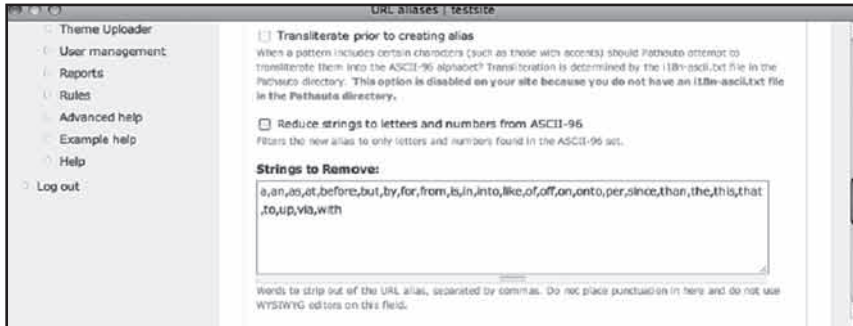 URL aliases | testsite
Theme Uploader
User management
Reports
Rules
Advanced help
Example help
Help
Log out
Transliterate prior to creating alias
When a pattern includes certain characters (such as those with accents) should Pathauto attempt to
transliterate them into the ASCII-96 alphabet? Transliteration is determined by the i18n-ascii.txt file in the
Pathauto directory. This option is disabled on your site because you do not have an i18n-ascii.txt file
in the Pathauto directory.
Reduce strings to letters and numbers from ASCII-96
Filters the new alias to only letters and numbers found in the ASCII-96 set.
Strings to Remove:
a,an,as,at,before,but,by,for,from,is,in,into,like,of,off,on,onto,per,since,than,the,this,that
,to,up,via,with
Words to strip out of the URL alias, separated by commas. Do not place punctuation in here and do not use
WYSIWYG editors on this field.